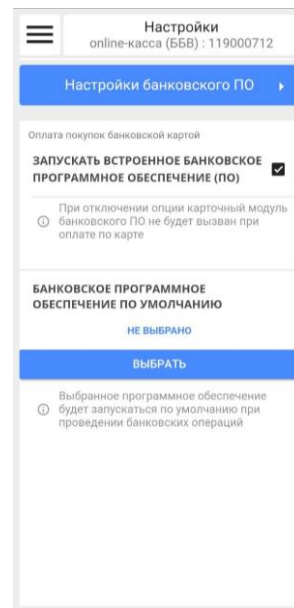 Настройки
online-касса (ББВ) : 119000712
Настройки банковского ПО
Оплата покупок банковской картой
ЗАПУСКАТЬ ВСТРОЕННОЕ БАНКОВСКОЕ
ПРОГРАММНОЕ ОБЕСПЕЧЕНИЕ (ПО)
При отключении опции карточный модуль
банковского ПО не будет вызван при
оплате по карте
БАНКОВСКОЕ ПРОГРАММНОЕ
ОБЕСПЕЧЕНИЕ ПО УМОЛЧАНИЮ
НЕ ВЫБРАНО
ВЫБРАТЬ
Выбранное программное обеспечение
будет запускаться по умолчанию при
проведении банковских операций